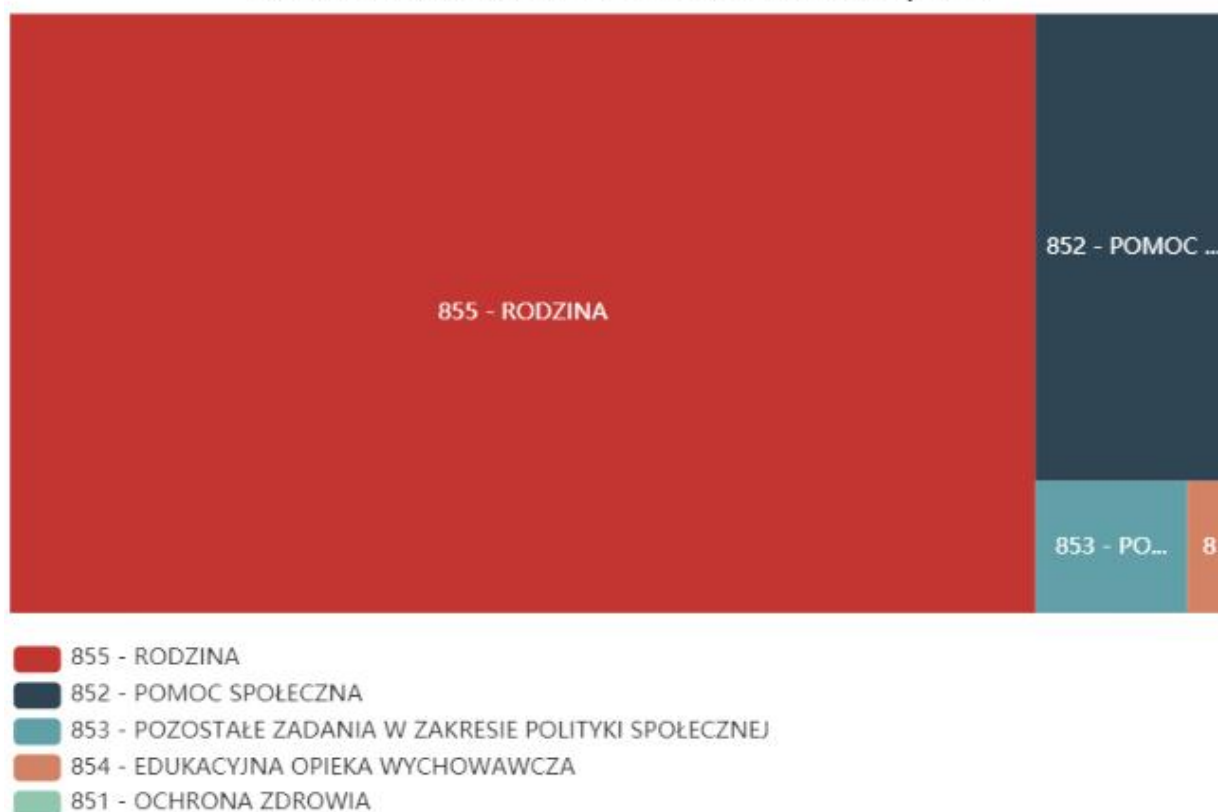 852 - POMOC ...
855 - RODZINA
853 - PO...
8
855 - RODZINA
852 - POMOC SPOŁECZNA
853 - POZOSTAŁE ZADANIA W ZAKRESIE POLITYKI SPOŁECZNEJ
854 - EDUKACYJNA OPIEKA WYCHOWAWCZA
851 - OCHRONA ZDROWIA